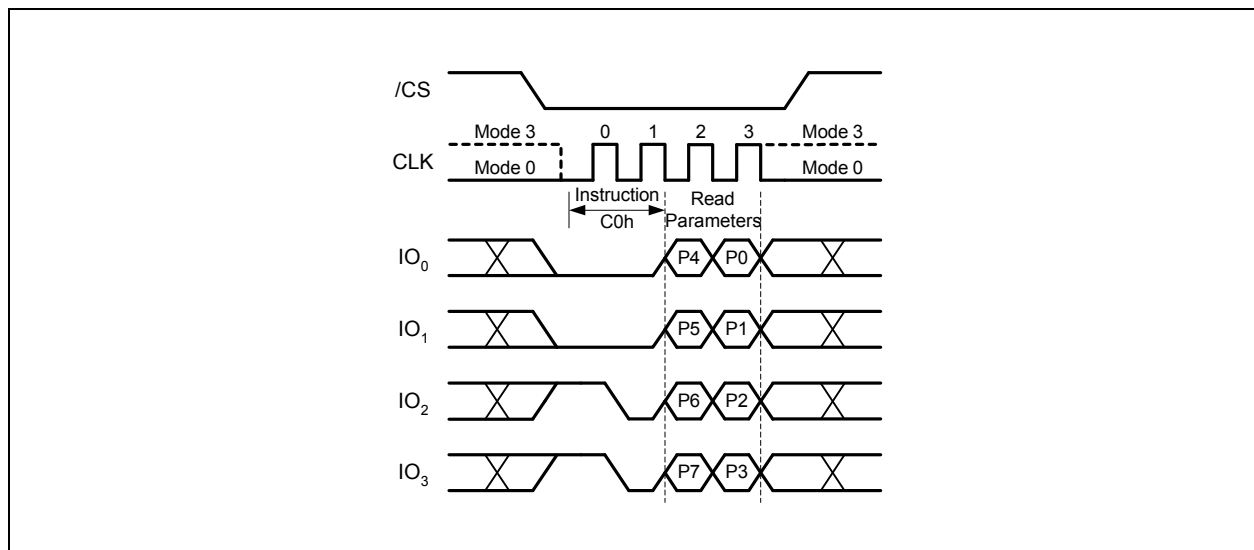 /CS
Mode 3 0 1 2 3 Mode 3
CLK
Mode 0 Mode 0
Instruction Read
C0h Parameters
IO0 P4 P0
IO1 P5 P1
IO2 P6 P2
IO3 P7 P3